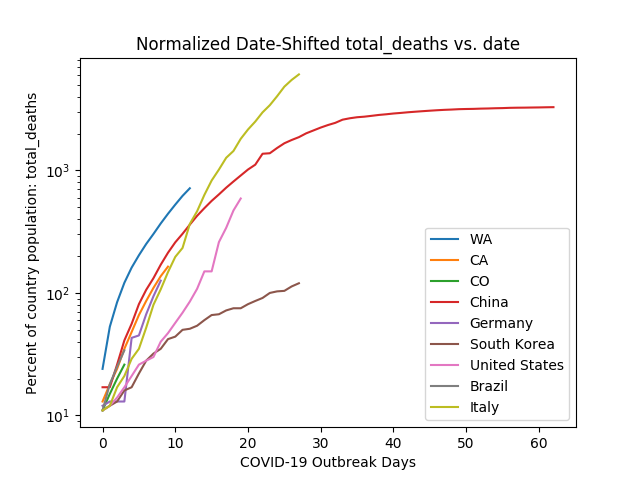 Normalized Date-Shifted total_deaths vs. date
Percent of country population: total_deaths
10³
10²
10¹
WA
CA
CO
China
Germany
South Korea
United States
Brazil
Italy
0 10 20 30 40 50 60
COVID-19 Outbreak Days